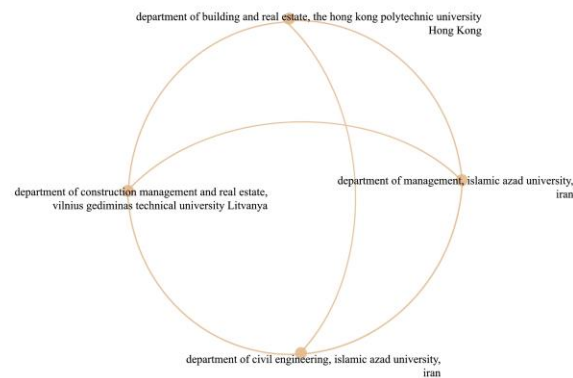 department of building and real estate, the hong kong polytechnic university
Hong Kong
department of management, islamic azad university,
iran
department of construction management and real estate,
vilnius gediminas technical university Litvanya
department of civil engineering, islamic azad university,
iran